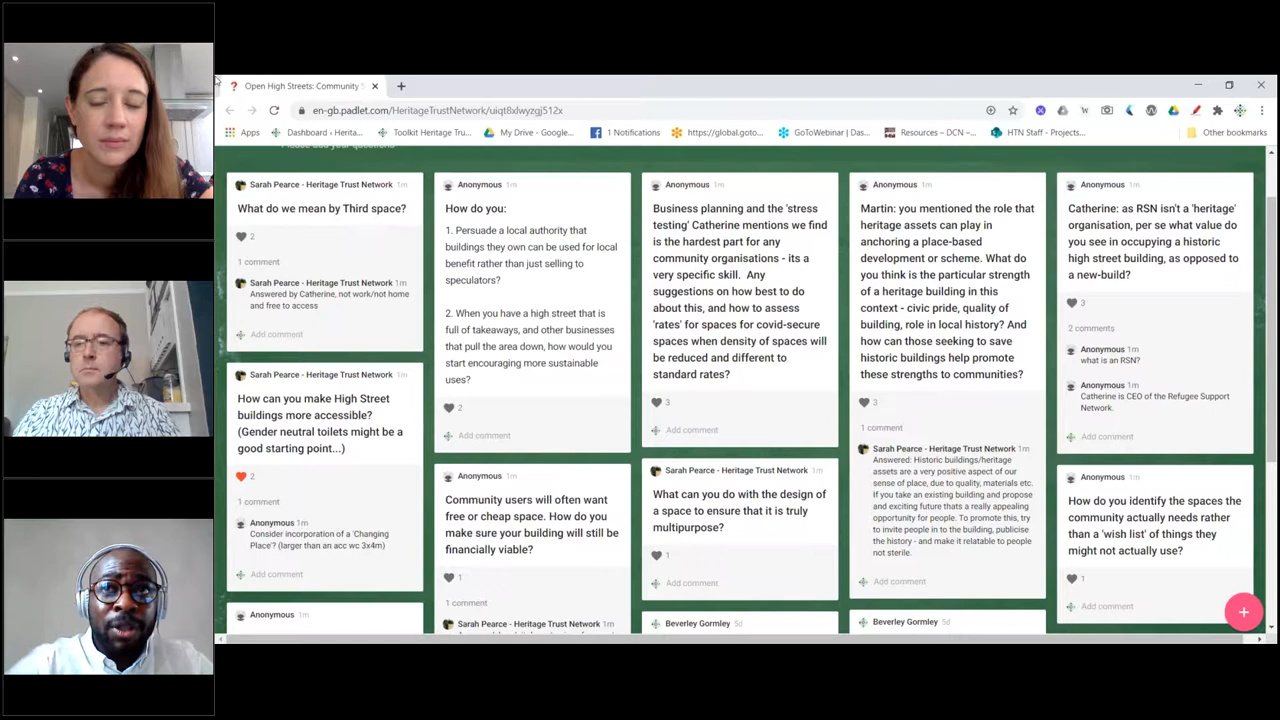 Open High Streets: Community
en-gb.padlet.com/HeritageTrustNetwork/uiqt8xlwyzgj512x
Apps
Dashboard ‹ Herita...
Toolkit Heritage Tru...
My Drive - Google...
1 Notifications
https://global.goto...
GoToWebinar | Das...
Resources – DCN –...
HTN Staff - Projects...
Other bookmarks
Please add your questions
Sarah Pearce - Heritage Trust Network 1m
What do we mean by Third space?
2
1 comment
Sarah Pearce - Heritage Trust Network 1m
Answered by Catherine, not work/not home
and free to access
Add comment
Sarah Pearce - Heritage Trust Network 1m
How can you make High Street
buildings more accessible?
(Gender neutral toilets might be a
good starting point...)
2
1 comment
Anonymous 1m
Consider incorporation of a 'Changing
Place'? (larger than an acc wc 3x4m)
Add comment
Anonymous 1m
Anonymous 1m
How do you:
1. Persuade a local authority that
buildings they own can be used for local
benefit rather than just selling to
speculators?
2. When you have a high street that is
full of takeaways, and other businesses
that pull the area down, how would you
start encouraging more sustainable
uses?
2
Add comment
Anonymous 1m
Community users will often want
free or cheap space. How do you
make sure your building will still be
financially viable?
1
1 comment
Sarah Pearce - Heritage Trust Network 1m
Anonymous 1m
Business planning and the 'stress
testing' Catherine mentions we find
is the hardest part for any
community organisations - its a
very specific skill. Any
suggestions on how best to do
about this, and how to assess
'rates' for spaces for covid-secure
spaces when density of spaces will
be reduced and different to
standard rates?
3
Add comment
Sarah Pearce - Heritage Trust Network 1m
What can you do with the design of
a space to ensure that it is truly
multipurpose?
1
Add comment
Beverley Gormley 5d
Anonymous 1m
Martin: you mentioned the role that
heritage assets can play in
anchoring a place-based
development or scheme. What do
you think is the particular strength
of a heritage building in this
context - civic pride, quality of
building, role in local history? And
how can those seeking to save
historic buildings help promote
these strengths to communities?
3
1 comment
Sarah Pearce - Heritage Trust Network 1m
Answered: Historic buildings/heritage
assets are a very positive aspect of our
sense of place, due to quality, materials etc.
If you take an existing building and propose
and exciting future thats a really appealing
opportunity for people. To promote this, try
to invite people in to the building, publicise
the history - and make it relatable to people
not sterile.
Add comment
Beverley Gormley 5d
Anonymous 1m
Catherine: as RSN isn't a 'heritage'
organisation, per se what value do
you see in occupying a historic
high street building, as opposed to
a new-build?
3
2 comments
Anonymous 1m
what is an RSN?
Anonymous 1m
Catherine is CEO of the Refugee Support
Network.
Add comment
Anonymous 1m
How do you identify the spaces the
community actually needs rather
than a 'wish list' of things they
might not actually use?
1
Add comment